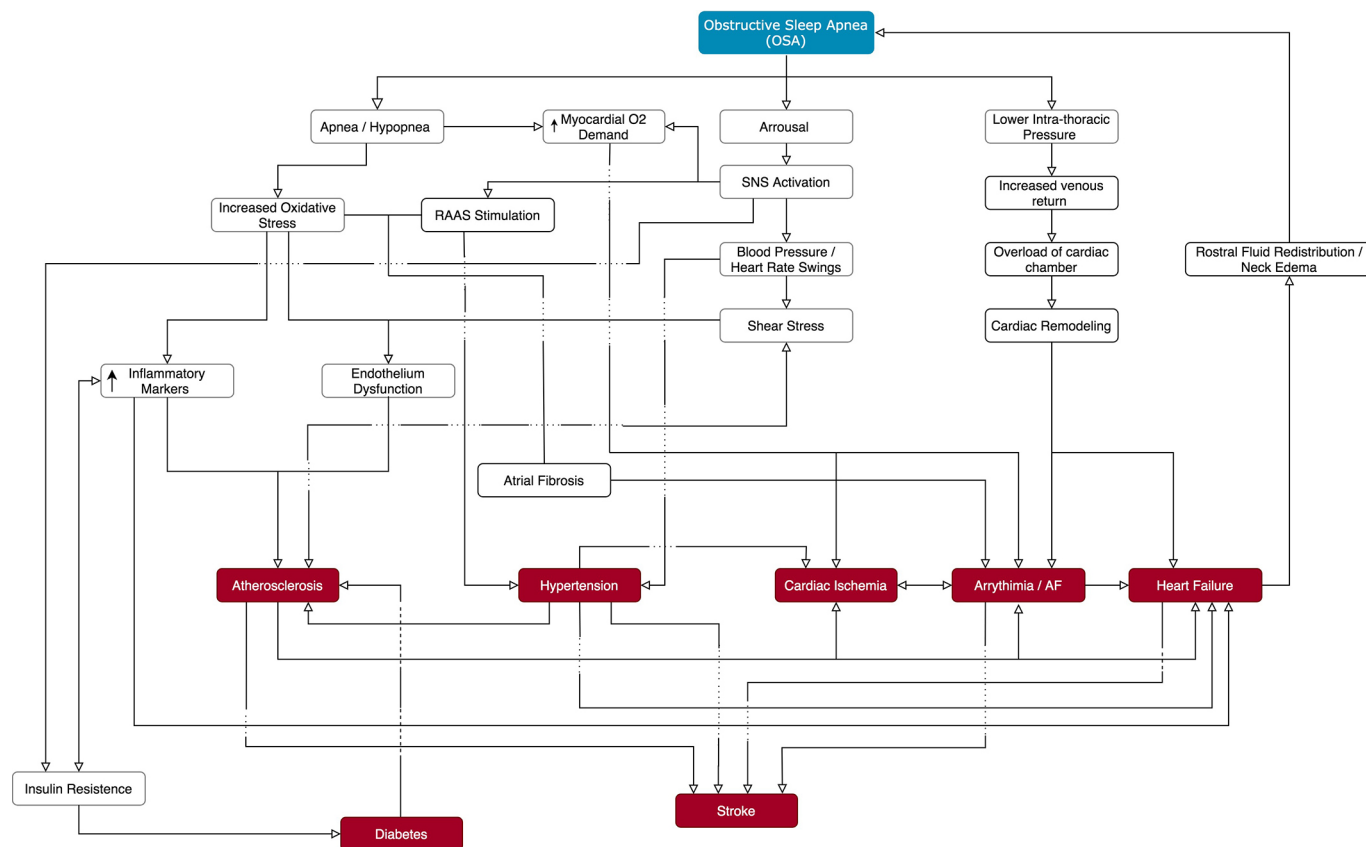 Obstructive Sleep Apnea
(OSA)
Apnea / Hypopnea
Myocardial O2
Demand
Arrousal
Lower Intra-thoracic
Pressure
SNS Activation
Increased venous
return
Increased Oxidative
Stress
RAAS Stimulation
Blood Pressure /
Heart Rate Swings
Overload of cardiac
chamber
Rostral Fluid Redistribution /
Neck Edema
Shear Stress
Cardiac Remodeling
Inflammatory
Markers
Endothelium
Dysfunction
Atrial Fibrosis
Atherosclerosis
Hypertension
Cardiac Ischemia
Arrythimia / AF
Heart Failure
Insulin Resistence
Stroke
Diabetes